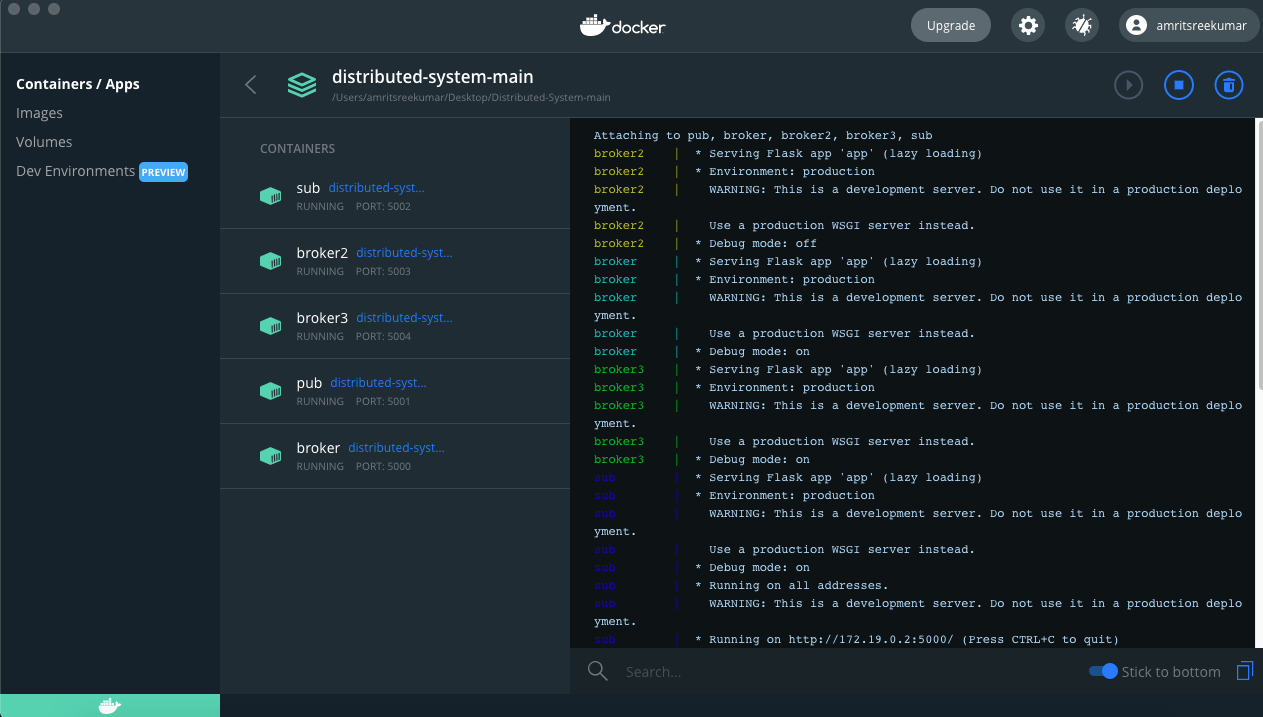 docker
Upgrade
amritsreekumar
Containers / Apps
Images
Volumes
Dev Environments PREVIEW
distributed-system-main
/Users/amritsreekumar/Desktop/Distributed-System-main
CONTAINERS
sub distributed-syst...
RUNNING PORT: 5002
broker2 distributed-syst...
RUNNING PORT: 5003
broker3 distributed-syst...
RUNNING PORT: 5004
pub distributed-syst...
RUNNING PORT: 5001
broker distributed-syst...
RUNNING PORT: 5000
Attaching to pub, broker, broker2, broker3, sub
broker2 | * Serving Flask app 'app' (lazy loading)
broker2 | * Environment: production
broker2 | WARNING: This is a development server. Do not use it in a production deplo
yment.
broker2 | Use a production WSGI server instead.
broker2 | * Debug mode: off
broker | * Serving Flask app 'app' (lazy loading)
broker | * Environment: production
broker | WARNING: This is a development server. Do not use it in a production deplo
yment.
broker | Use a production WSGI server instead.
broker | * Debug mode: on
broker3 | * Serving Flask app 'app' (lazy loading)
broker3 | * Environment: production
broker3 | WARNING: This is a development server. Do not use it in a production deplo
yment.
broker3 | Use a production WSGI server instead.
broker3 | * Debug mode: on
sub | * Serving Flask app 'app' (lazy loading)
sub | * Environment: production
sub | WARNING: This is a development server. Do not use it in a production deplo
yment.
sub | Use a production WSGI server instead.
sub | * Debug mode: on
sub | * Running on all addresses.
sub | WARNING: This is a development server. Do not use it in a production deplo
yment.
sub | * Running on http://172.19.0.2:5000/ (Press CTRL+C to quit)
Search...
Stick to bottom